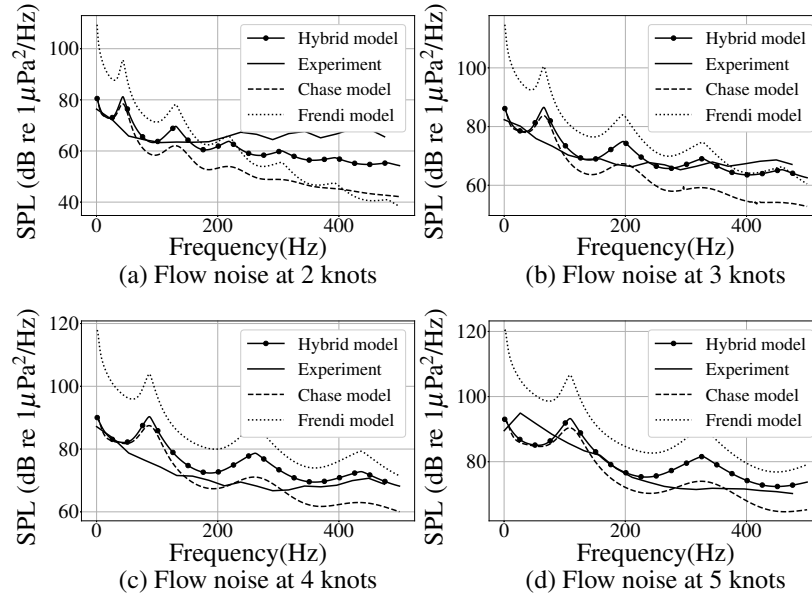 SPL (dB re 1μPa²/Hz)
100
80
60
40
0
200
400
Frequency(Hz)
Hybrid model
Experiment
Chase model
Frendi model
(a) Flow noise at 2 knots
SPL (dB re 1μPa²/Hz)
100
80
60
0
200
400
Frequency(Hz)
Hybrid model
Experiment
Chase model
Frendi model
(b) Flow noise at 3 knots
SPL (dB re 1μPa²/Hz)
120
100
80
60
0
200
400
Frequency(Hz)
Hybrid model
Experiment
Chase model
Frendi model
(c) Flow noise at 4 knots
SPL (dB re 1μPa²/Hz)
120
100
80
0
200
400
Frequency(Hz)
Hybrid model
Experiment
Chase model
Frendi model
(d) Flow noise at 5 knots